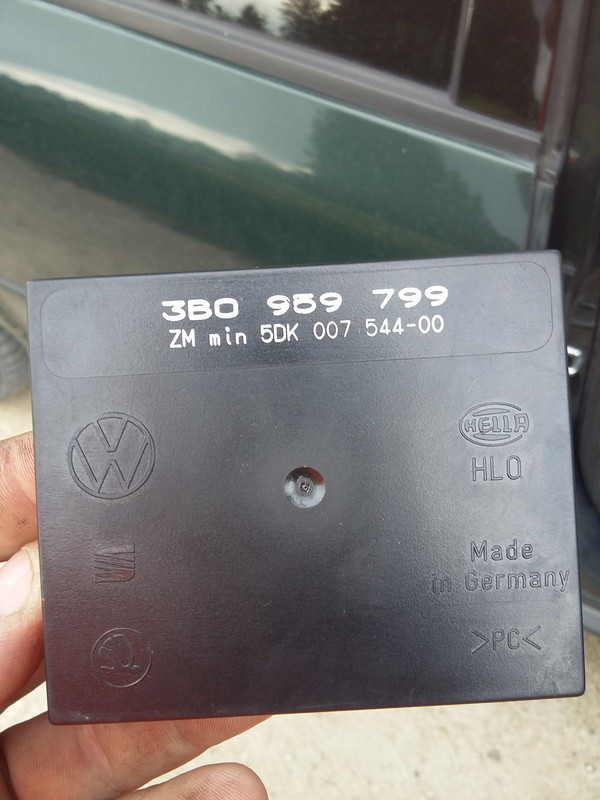 3B0 959 799
ZM min 5DK 007 544-00
HELLA
HLO
Made
in Germany
>PC<